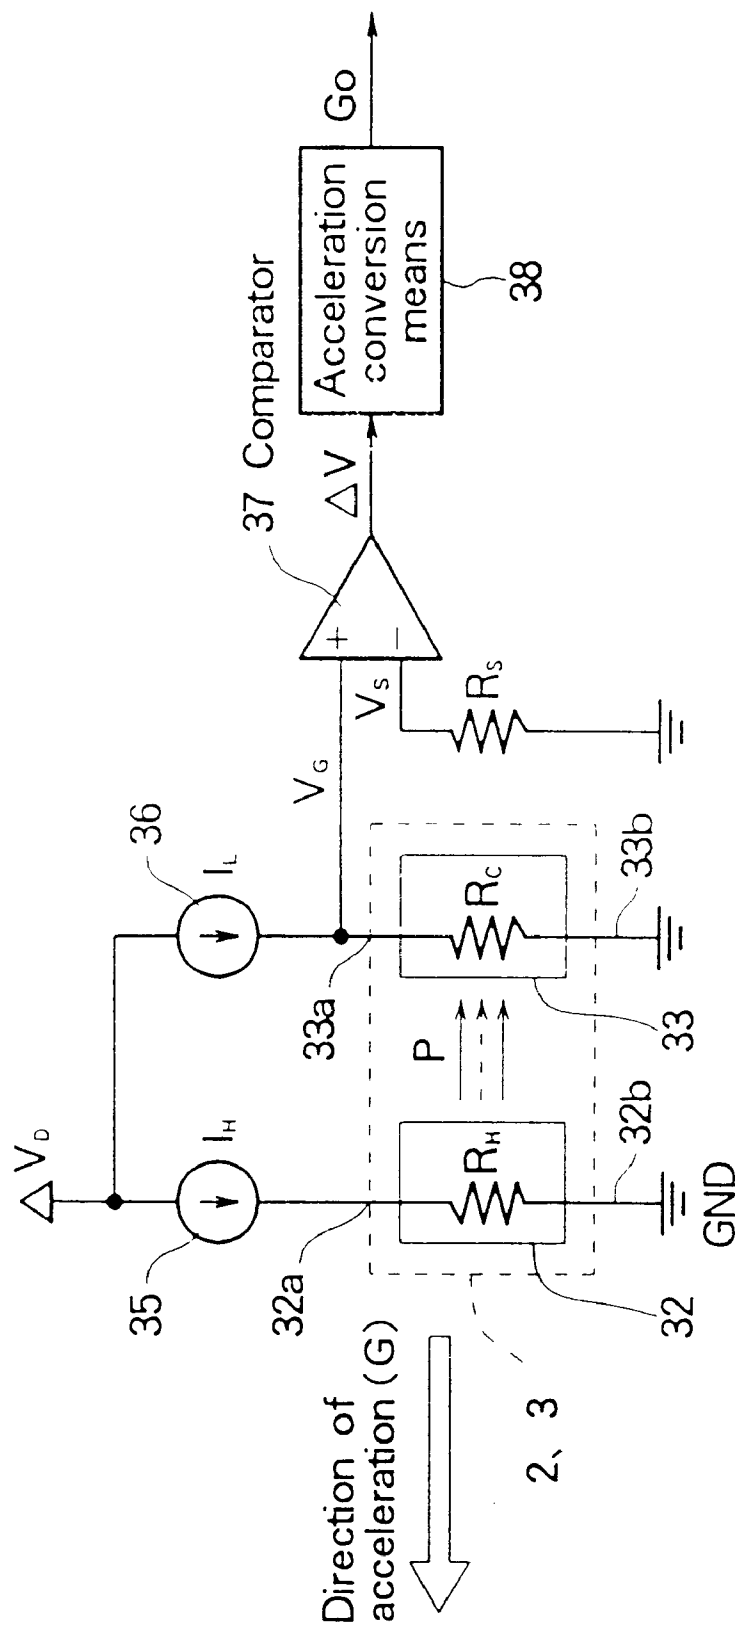 Direction of
acceleration (G)
2、3
35
I_H
V_D
36
I_L
32a
33a
V_G
V_S
37 Comparator
+
−
ΔV
Acceleration
conversion
means
38
Go
R_H
P
R_C
R_S
32
32b
GND
33
33b